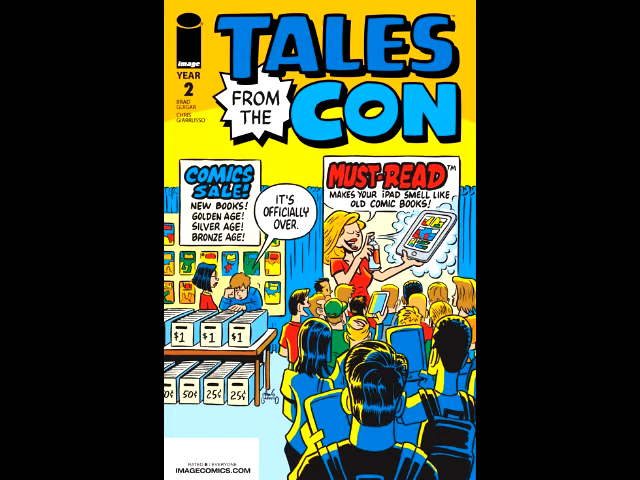 image
YEAR
2
BRAD
GUIGAR
CHRIS
GIARRUSSO
TALES
FROM
THE
CON
COMICS
SALE!
NEW BOOKS!
GOLDEN AGE!
SILVER AGE!
BRONZE AGE!
IT'S
OFFICIALLY
OVER.
MUST-READ™
MAKES YOUR iPAD SMELL LIKE
OLD COMIC BOOKS!
$1 $1 $1
50¢ 25¢ 25¢
RATED E / EVERYONE
IMAGECOMICS.COM